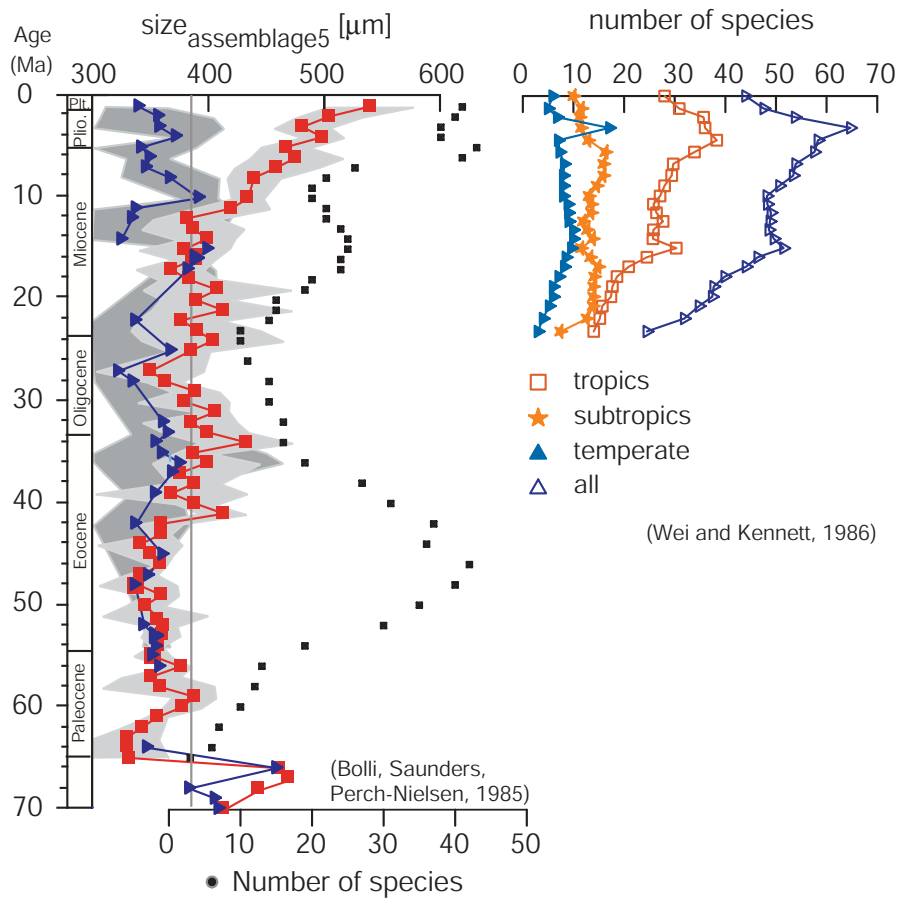 Age
(Ma)
size assemblage5 [µm]
number of species
300 400 500 600
0 10 20 30 40 50 60 70
0
10
20
30
40
50
60
70
Plt.
Plio.
Miocene
Oligocene
Eocene
Paleocene
tropics
subtropics
temperate
all
(Wei and Kennett, 1986)
(Bolli, Saunders,
Perch-Nielsen, 1985)
0 10 20 30 40 50
Number of species